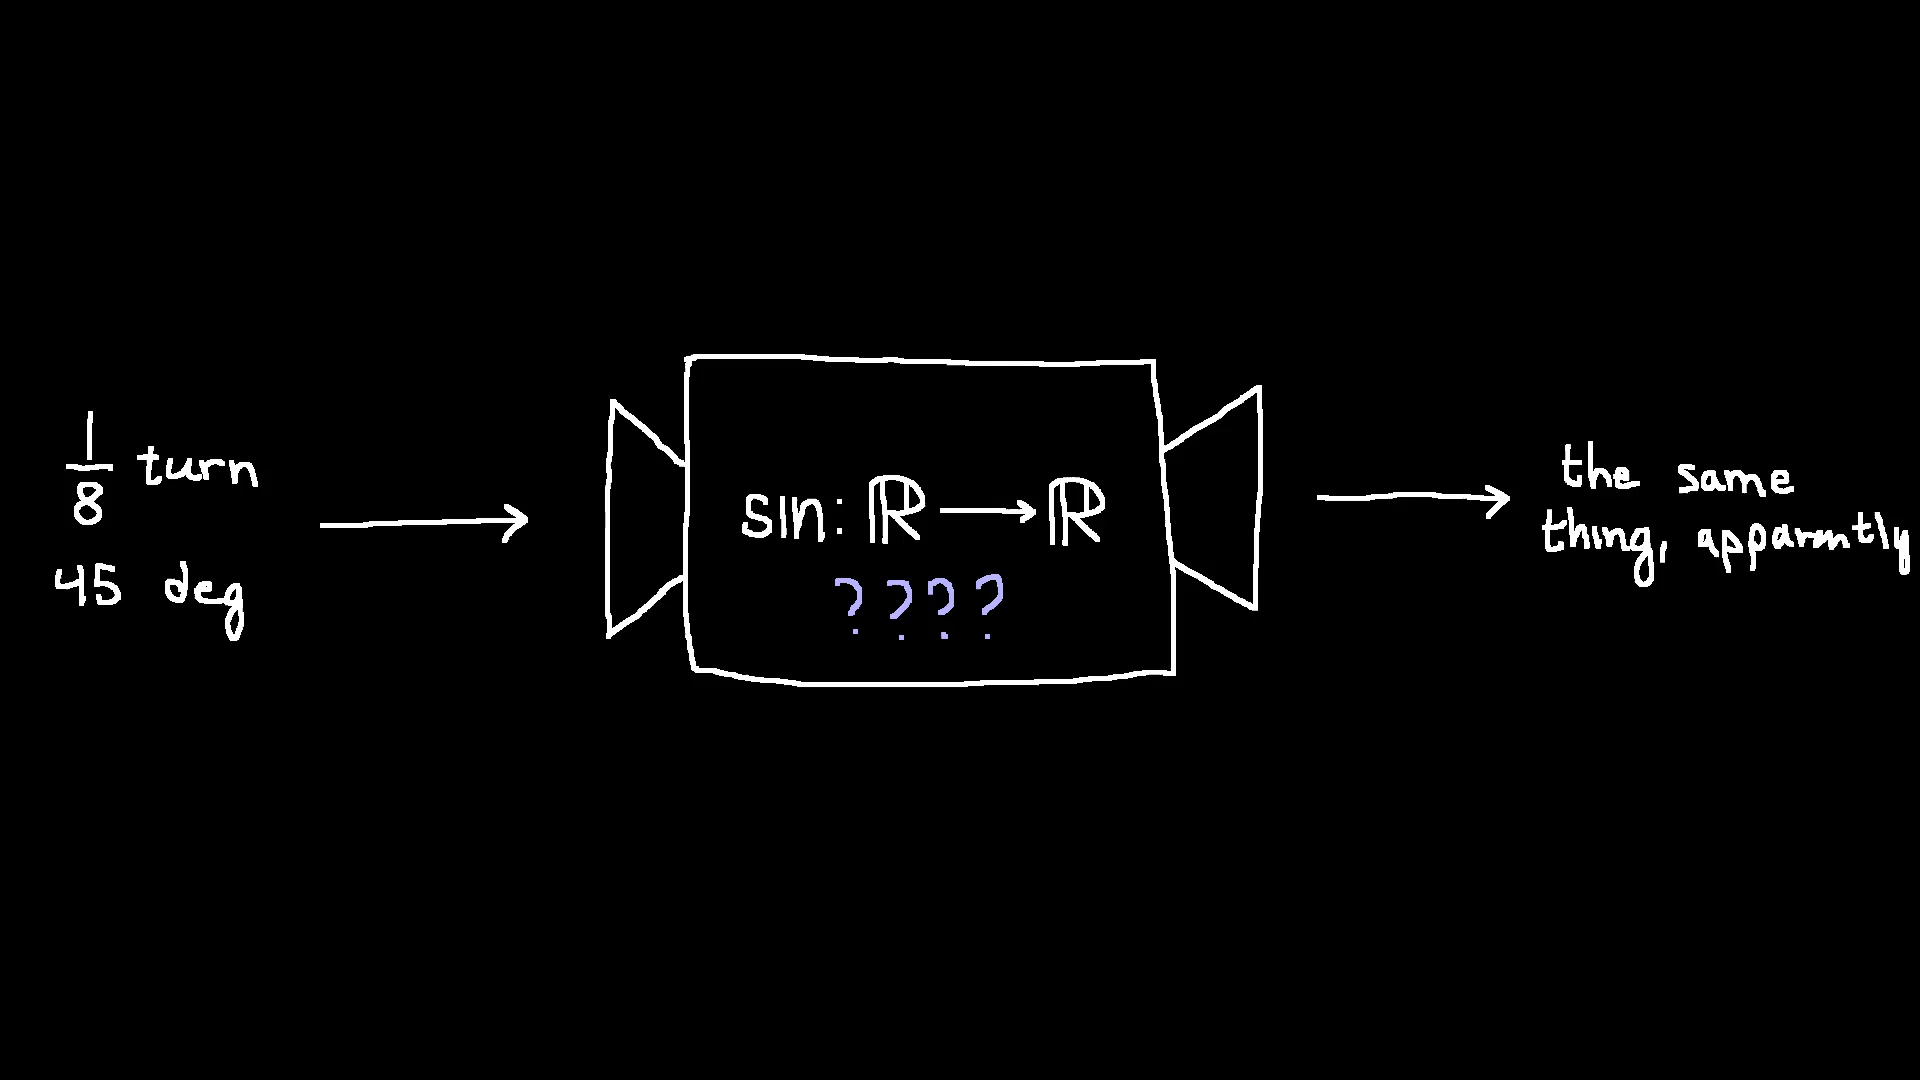 1/8 turn
45 deg
sin: ℝ → ℝ
????
the same
thing, apparently